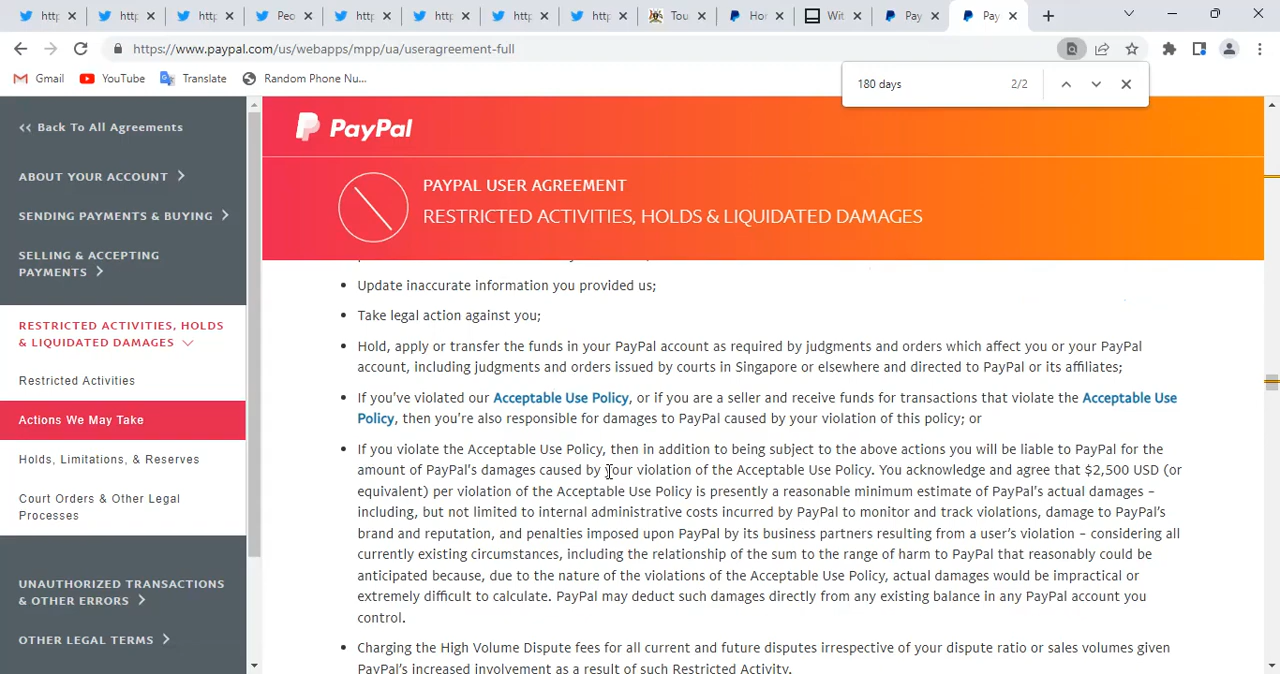 http
http
http
Peo
http
http
http
http
Tou
Hor
Wit
Pay
Pay
https://www.paypal.com/us/webapps/mpp/ua/useragreement-full
Gmail
YouTube
Translate
Random Phone Nu...
180 days
2/2
<< Back To All Agreements
ABOUT YOUR ACCOUNT
SENDING PAYMENTS & BUYING
SELLING & ACCEPTING
PAYMENTS
RESTRICTED ACTIVITIES, HOLDS
& LIQUIDATED DAMAGES
Restricted Activities
Actions We May Take
Holds, Limitations, & Reserves
Court Orders & Other Legal
Processes
UNAUTHORIZED TRANSACTIONS
& OTHER ERRORS
OTHER LEGAL TERMS
PayPal
PAYPAL USER AGREEMENT
RESTRICTED ACTIVITIES, HOLDS & LIQUIDATED DAMAGES
• Update inaccurate information you provided us;
• Take legal action against you;
• Hold, apply or transfer the funds in your PayPal account as required by judgments and orders which affect you or your PayPal
account, including judgments and orders issued by courts in Singapore or elsewhere and directed to PayPal or its affiliates;
• If you've violated our Acceptable Use Policy, or if you are a seller and receive funds for transactions that violate the Acceptable Use
Policy, then you're also responsible for damages to PayPal caused by your violation of this policy; or
• If you violate the Acceptable Use Policy, then in addition to being subject to the above actions you will be liable to PayPal for the
amount of PayPal's damages caused by your violation of the Acceptable Use Policy. You acknowledge and agree that $2,500 USD (or
equivalent) per violation of the Acceptable Use Policy is presently a reasonable minimum estimate of PayPal's actual damages –
including, but not limited to internal administrative costs incurred by PayPal to monitor and track violations, damage to PayPal's
brand and reputation, and penalties imposed upon PayPal by its business partners resulting from a user's violation – considering all
currently existing circumstances, including the relationship of the sum to the range of harm to PayPal that reasonably could be
anticipated because, due to the nature of the violations of the Acceptable Use Policy, actual damages would be impractical or
extremely difficult to calculate. PayPal may deduct such damages directly from any existing balance in any PayPal account you
control.
• Charging the High Volume Dispute fees for all current and future disputes irrespective of your dispute ratio or sales volumes given
PayPal's increased involvement as a result of such Restricted Activity.